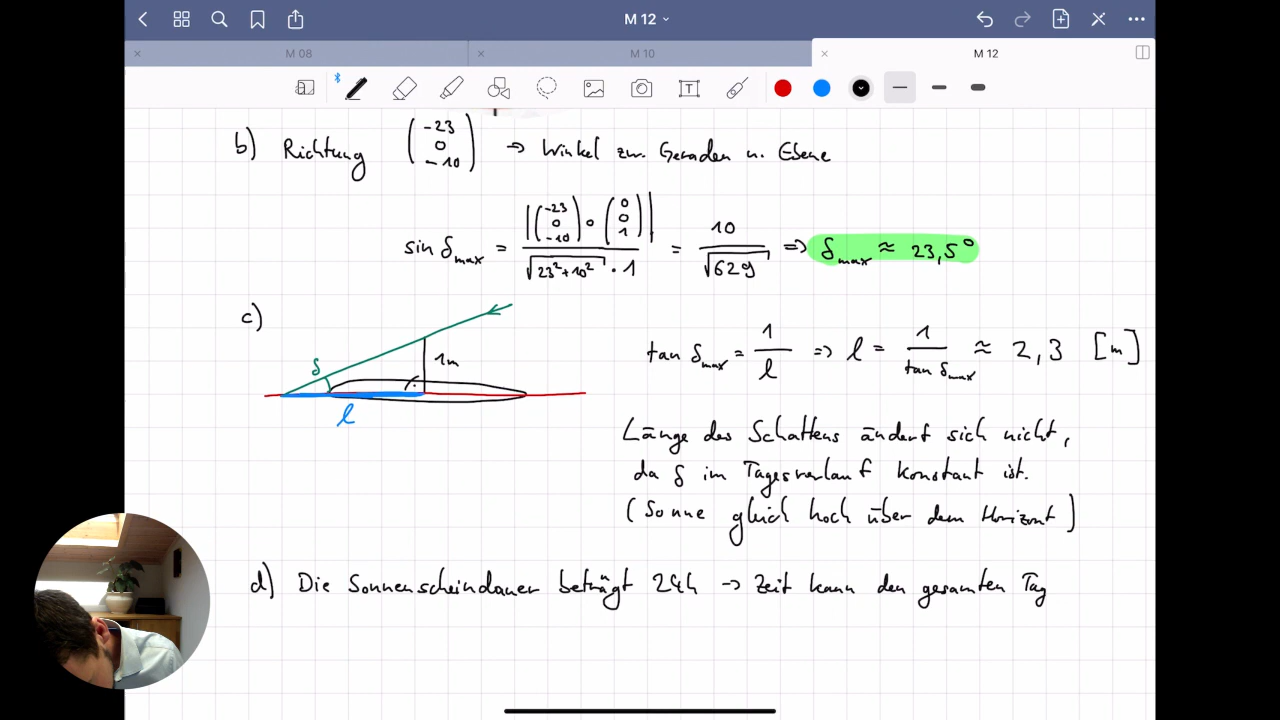 M 12
M 08
M 10
M 12
T
b) Richtung (-23 0 -10) → Winkel zw. Geraden u. Ebene
sin δmax = |(-23 0 -10) ∘ (0 0 1)| / √(23²+10²) · 1 = 10 / √629 ⇒ δmax ≈ 23,5°
c)
δ
1m
l
tan δmax = 1/l ⇒ l = 1/tan δmax ≈ 2,3 [m]
Länge des Schattens ändert sich nicht,
da δ im Tagesverlauf konstant ist.
(Sonne gleich hoch über dem Horizont)
d) Die Sonnenscheindauer beträgt 24h → Zeit kann den gesamten Tag